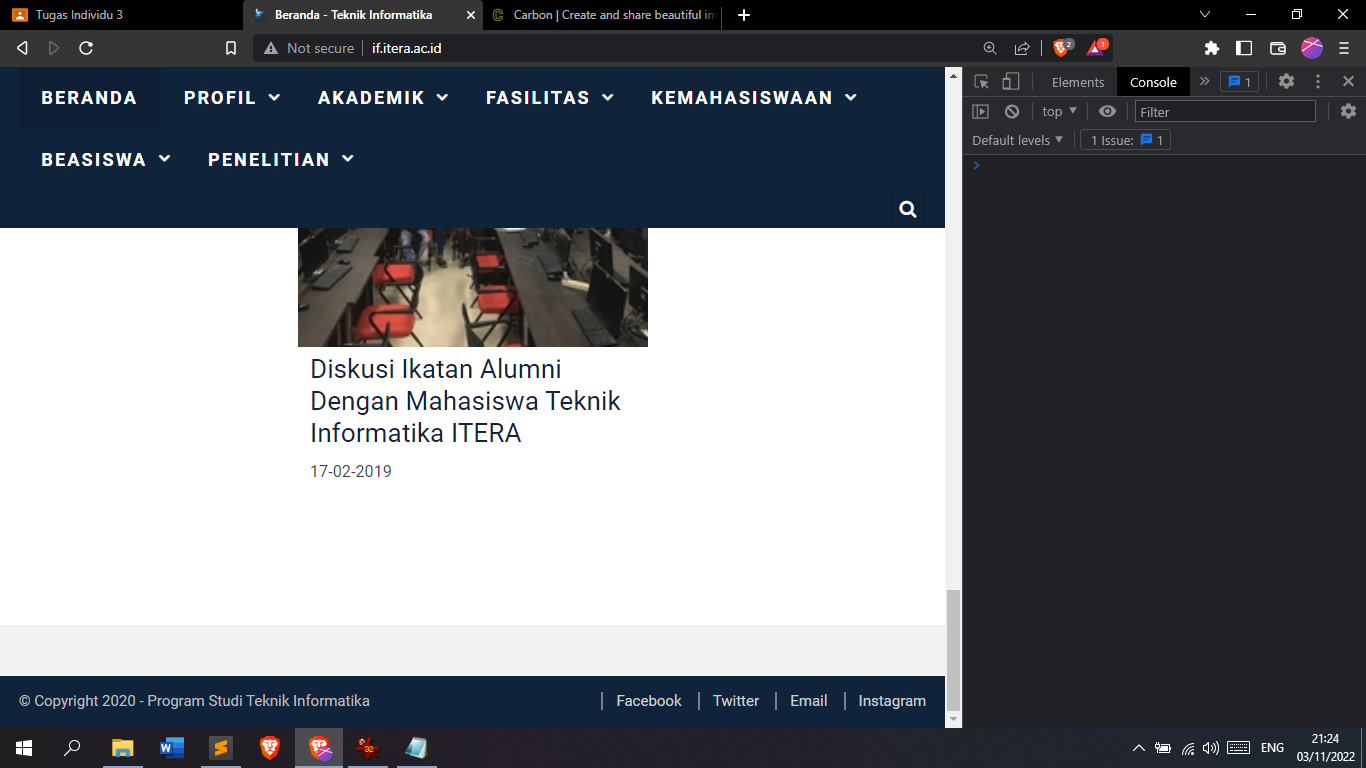 Tugas Individu 3
Beranda - Teknik Informatika
Carbon | Create and share beautiful im
Not secure
if.itera.ac.id
2
1
BERANDA PROFIL AKADEMIK FASILITAS KEMAHASISWAAN
BEASISWA PENELITIAN
Diskusi Ikatan Alumni
Dengan Mahasiswa Teknik
Informatika ITERA
17-02-2019
© Copyright 2020 - Program Studi Teknik Informatika
Facebook
Twitter
Email
Instagram
Elements
Console
1
top
Filter
Default levels
1 Issue: 1
32
ENG
21:24
03/11/2022